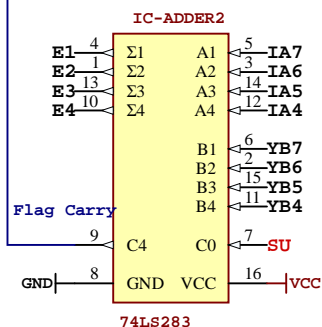 IC-ADDER2
E1 4 Σ1 A1 5 IA7
E2 1 Σ2 A2 3 IA6
E3 13 Σ3 A3 14 IA5
E4 10 Σ4 A4 12 IA4
B1 6 YB7
B2 2 YB6
B3 15 YB5
B4 11 YB4
Flag Carry
9 C4 C0 7 SU
GND 8 GND VCC 16 VCC
74LS283